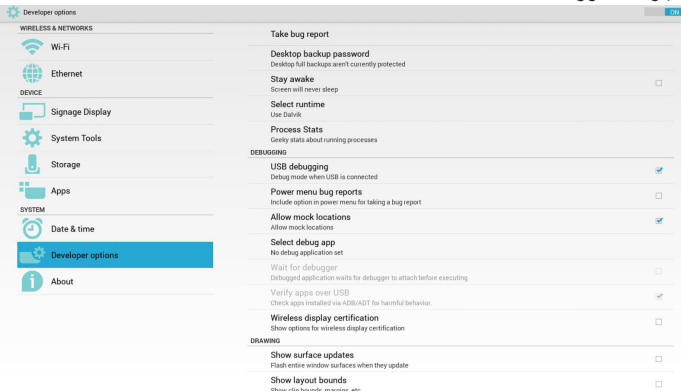 Developer options
ON
WIRELESS & NETWORKS
Wi-Fi
Ethernet
DEVICE
Signage Display
System Tools
Storage
Apps
SYSTEM
Date & time
Developer options
About
Take bug report
Desktop backup password
Desktop full backups aren't currently protected
Stay awake
Screen will never sleep
Select runtime
Use Dalvik
Process Stats
Geeky stats about running processes
DEBUGGING
USB debugging
Debug mode when USB is connected
Power menu bug reports
Include option in power menu for taking a bug report
Allow mock locations
Allow mock locations
Select debug app
No debug application set
Wait for debugger
Debugged application waits for debugger to attach before executing
Verify apps over USB
Check apps installed via ADB/ADT for harmful behavior.
Wireless display certification
Show options for wireless display certification
DRAWING
Show surface updates
Flash entire window surfaces when they update
Show layout bounds
Show clip bounds, margins, etc.